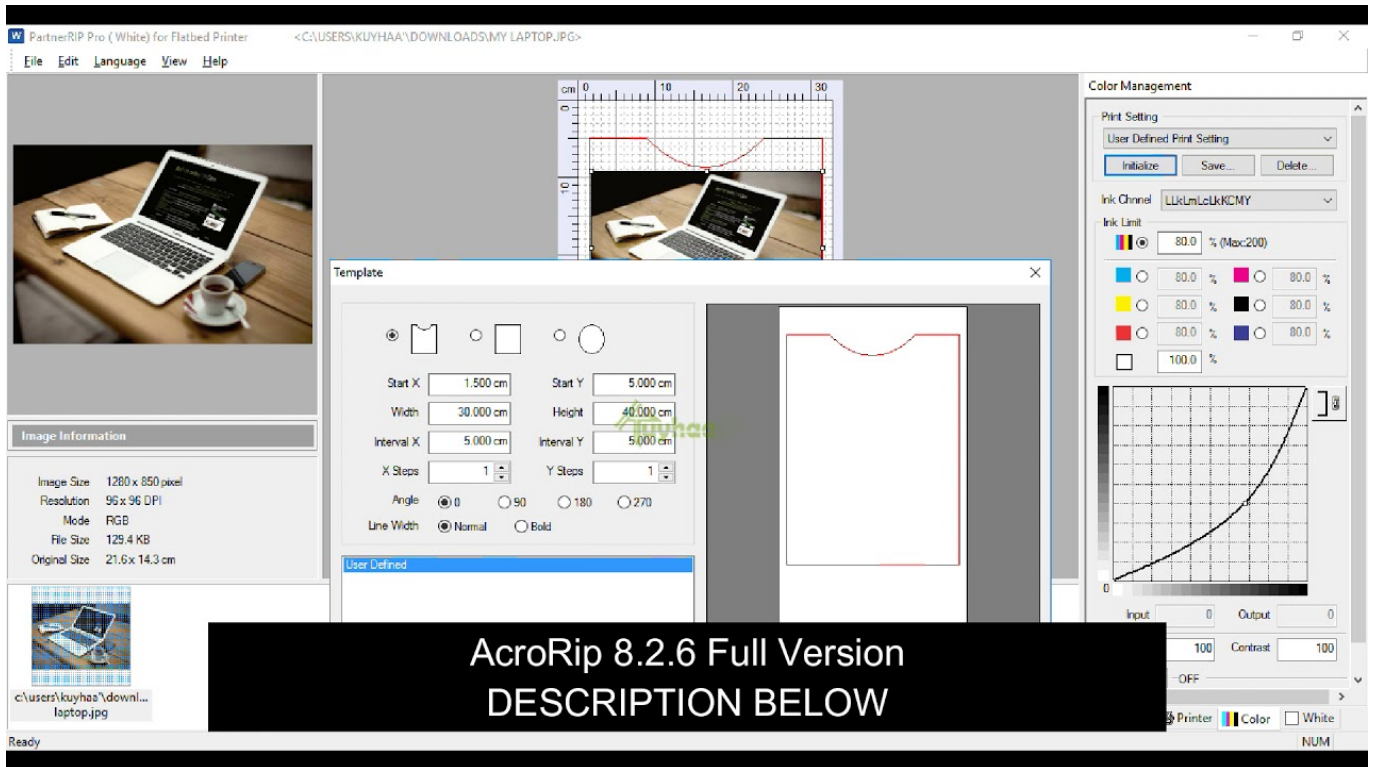 PartnerRIP Pro ( White) for Flatbed Printer <C:\USERS\KUYHAA'\DOWNLOADS\MY LAPTOP.JPG>
File Edit Language View Help
cm 0 10 20 30
0
10
Image Information
Image Size 1280 x 850 pixel
Resolution 96 x 96 DPI
Mode RGB
File Size 129.4 KB
Original Size 21.6 x 14.3 cm
c:\users\kuyhaa'\downl...
laptop.jpg
Ready
Template
Start X 1.500 cm Start Y 5.000 cm
Width 30.000 cm Height 40.000 cm
Interval X 5.000 cm Interval Y 5.000 cm
X Steps 1 Y Steps 1
Angle 0 90 180 270
Line Width Normal Bold
User Defined
Color Management
Print Setting
User Defined Print Setting
Initialize Save... Delete...
Ink Chnnel LLkLmLcLkKCMY
Ink Limit
80.0 % (Max:200)
80.0 % 80.0 %
80.0 % 80.0 %
80.0 % 80.0 %
100.0 %
0
Input 0 Output 0
100 Contrast 100
OFF
Printer Color White
NUM
AcroRip 8.2.6 Full Version
DESCRIPTION BELOW